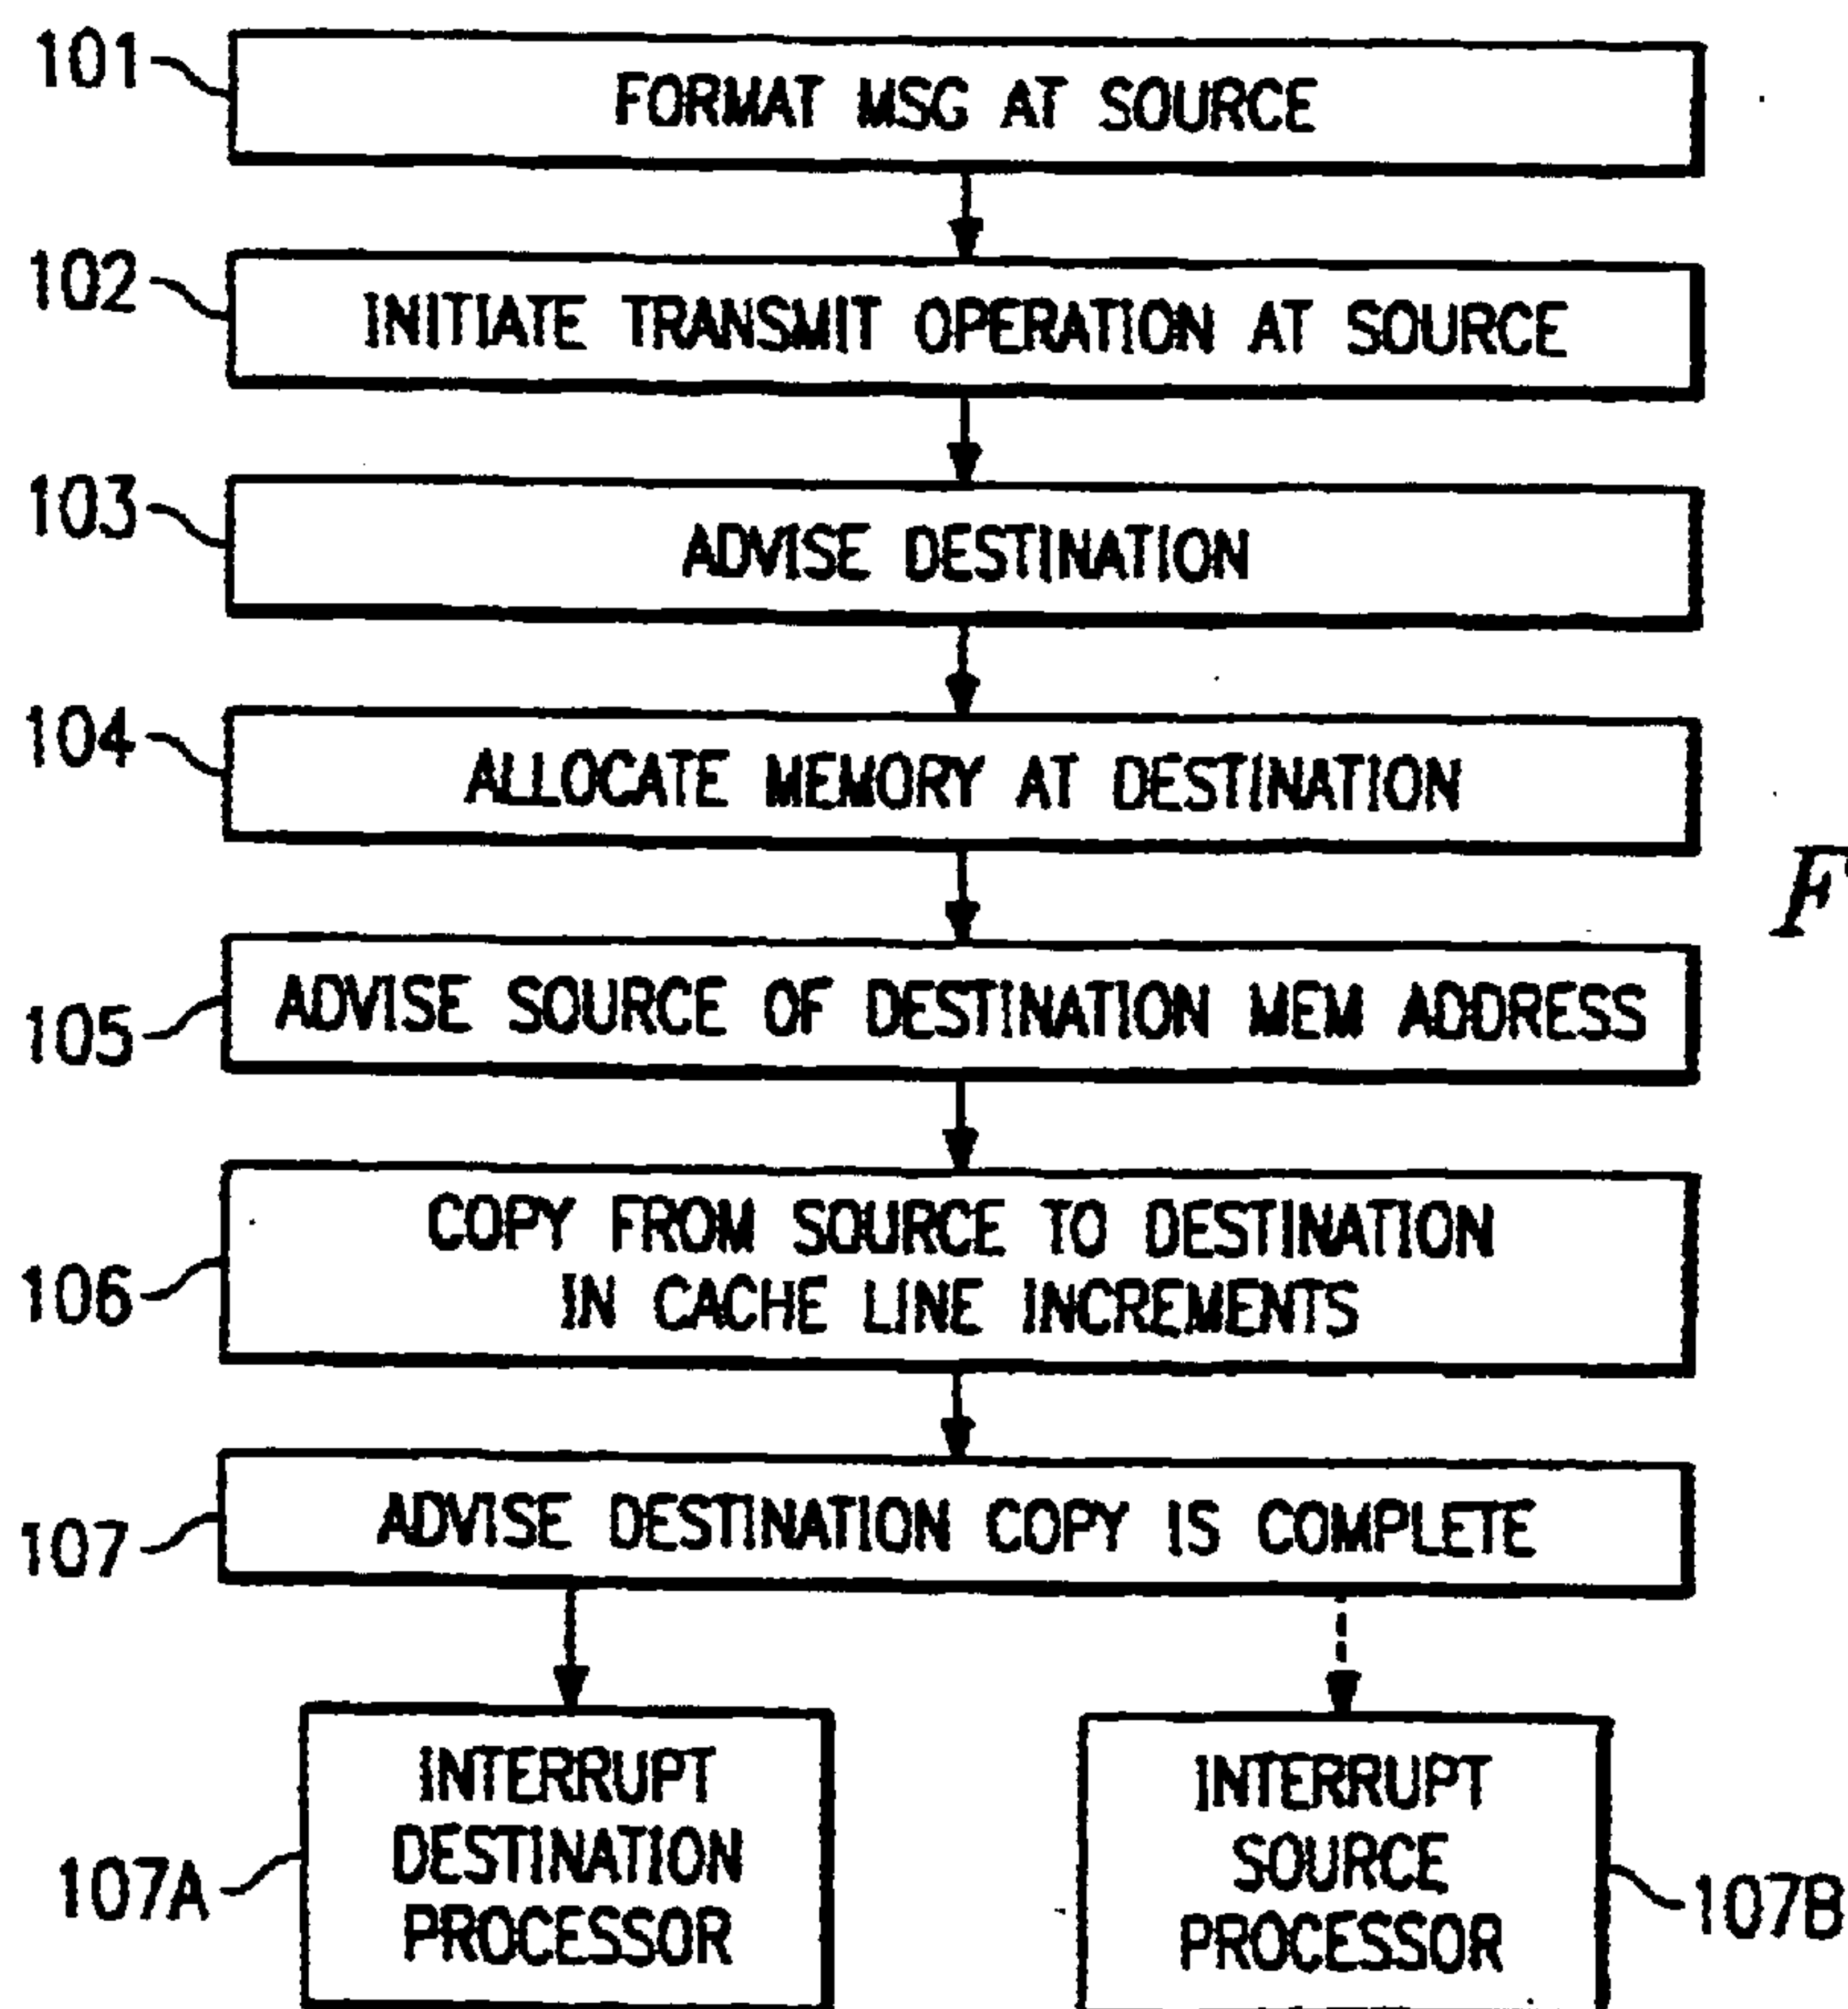 101
FORMAT MSG AT SOURCE
102
INITIATE TRANSMIT OPERATION AT SOURCE
103
ADVISE DESTINATION
104
ALLOCATE MEMORY AT DESTINATION
F
105
ADVISE SOURCE OF DESTINATION MEM ADDRESS
106
COPY FROM SOURCE TO DESTINATION
IN CACHE LINE INCREMENTS
107
ADVISE DESTINATION COPY IS COMPLETE
107A
INTERRUPT
DESTINATION
PROCESSOR
INTERRUPT
SOURCE
PROCESSOR
107B